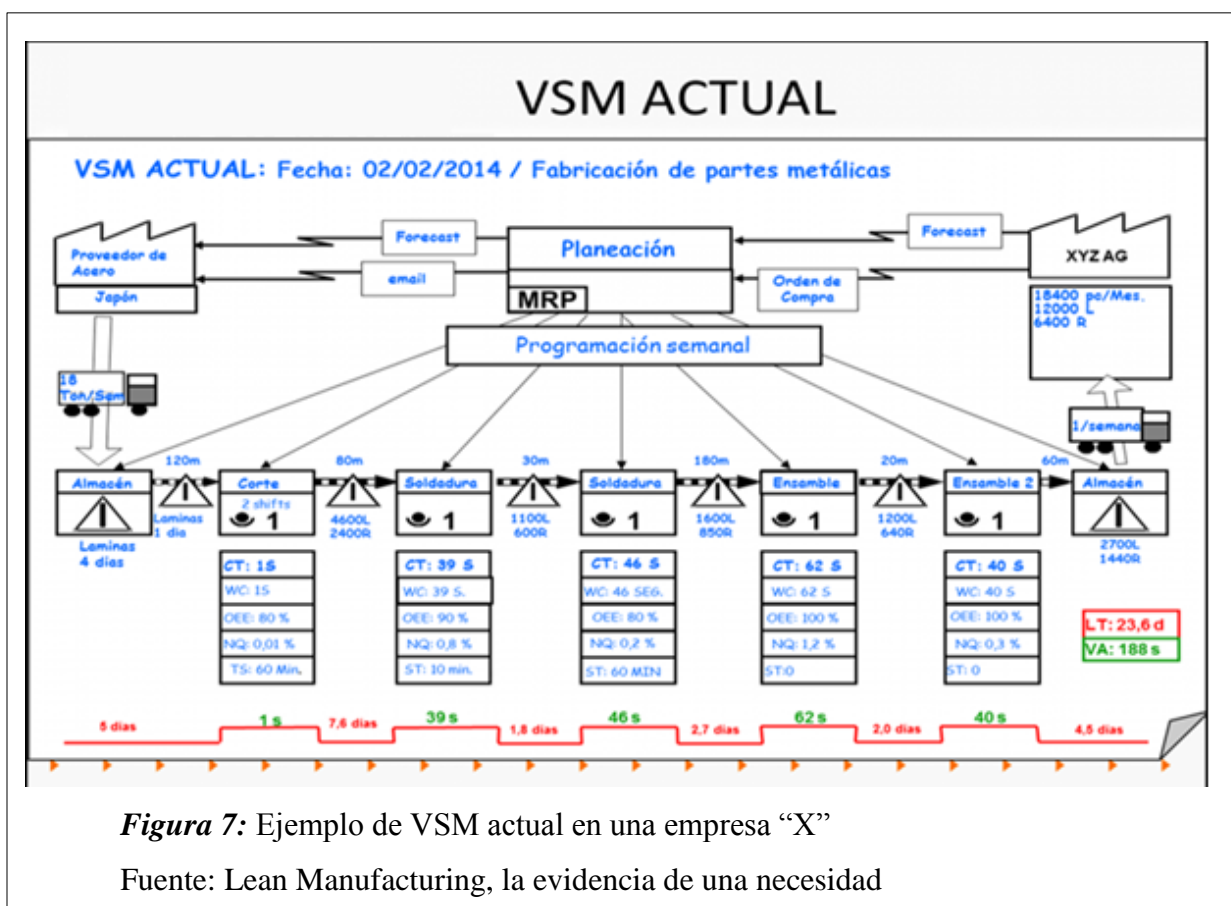 VSM ACTUAL
VSM ACTUAL: Fecha: 02/02/2014 / Fabricación de partes metálicas
Proveedor de
Acero
Japón
Forecast
email
Planeación
MRP
Forecast
Orden de
Compra
XYZ AG
18400 pc/Mes.
12000 L
6400 R
Programación semanal
18
Ton/Sem
1/semana
120m
80m
30m
180m
20m
60m
Almacén
Laminas
4 días
Laminas
1 dia
Corte
2 shifts
1
4600L
2400R
Soldadura
1
1100L
600R
Soldadura
1
1600L
850R
Ensamble
1
1200L
640R
Ensamble 2
1
Almacén
2700L
1440R
CT: 1S
WC: 1S
OEE: 80 %
NQ: 0,01 %
TS: 60 Min.
CT: 39 S
WC: 39 S.
OEE: 90 %
NQ: 0,8 %
ST: 10 min.
CT: 46 S
WC: 46 SEG.
OEE: 80 %
NQ: 0,2 %
ST: 60 MIN
CT: 62 S
WC: 62 S
OEE: 100 %
NQ: 1,2 %
ST:0
CT: 40 S
WC: 40 S
OEE: 100 %
NQ: 0,3 %
ST: 0
LT: 23,6 d
VA: 188 s
5 días
1 s
7,6 días
39 s
1,8 días
46 s
2,7 días
62 s
2,0 días
40 s
4,5 días
Figura 7: Ejemplo de VSM actual en una empresa “X”
Fuente: Lean Manufacturing, la evidencia de una necesidad